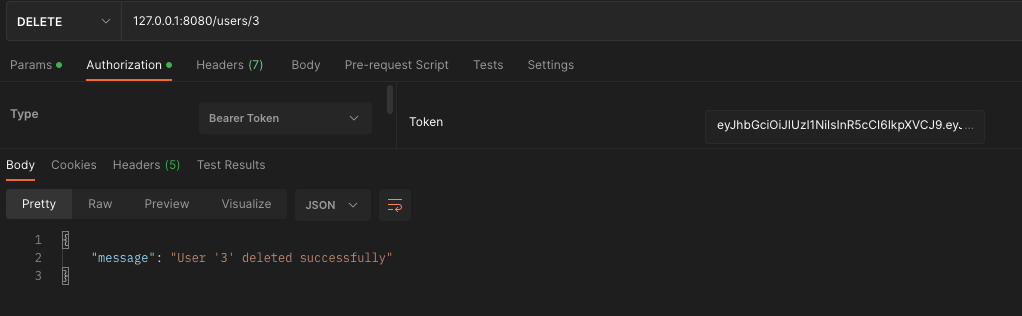 DELETE 127.0.0.1:8080/users/3
Params Authorization Headers (7) Body Pre-request Script Tests Settings
Type Bearer Token Token eyJhbGciOiJIUzI1NiIsInR5cCI6IkpXVCJ9.eyJ...
Body Cookies Headers (5) Test Results
Pretty Raw Preview Visualize JSON
1 {
2 "message": "User '3' deleted successfully"
3 }